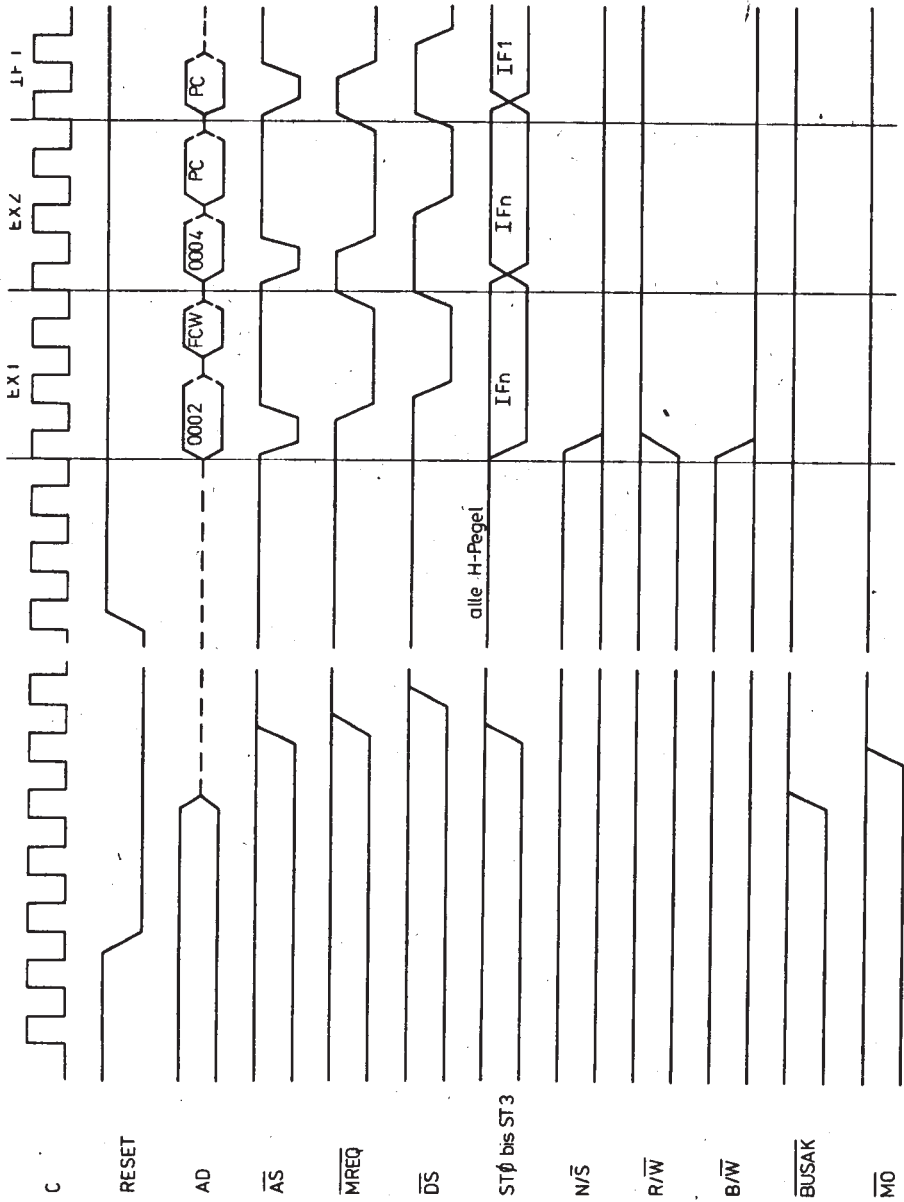 C
RESET
AD
AS
MREQ
DS
STØ bis ST3
N/S
R/W
B/W
BUSAK
MO
alle H-Pegel
EX1
EX2
IF1
0002
FCW
0004
PC
PC
IFn
IFn
IF1